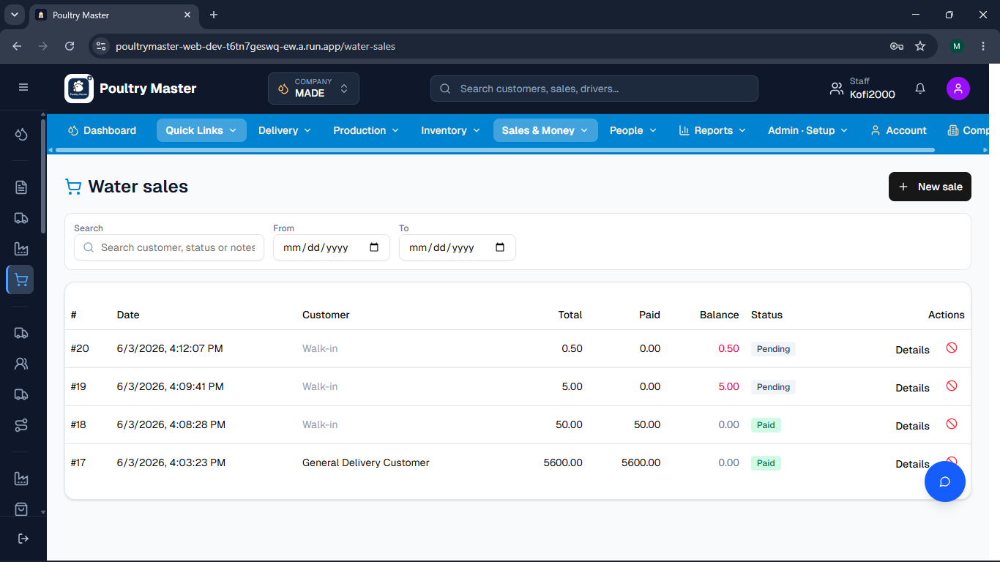 Poultry Master
poultrymaster-web-dev-t6tn7geswq-ew.a.run.app/water-sales
M
Poultry Master
COMPANY
MADE
Search customers, sales, drivers...
Staff
Kofi2000
Dashboard
Quick Links
Delivery
Production
Inventory
Sales & Money
People
Reports
Admin · Setup
Account
Comp
Water sales
+ New sale
Search
From
To
Search customer, status or notes
mm/dd/yyyy
mm/dd/yyyy
# Date Customer Total Paid Balance Status Actions
#20 6/3/2026, 4:12:07 PM Walk-in 0.50 0.00 0.50 Pending Details
#19 6/3/2026, 4:09:41 PM Walk-in 5.00 0.00 5.00 Pending Details
#18 6/3/2026, 4:08:28 PM Walk-in 50.00 50.00 0.00 Paid Details
#17 6/3/2026, 4:03:23 PM General Delivery Customer 5600.00 5600.00 0.00 Paid Details